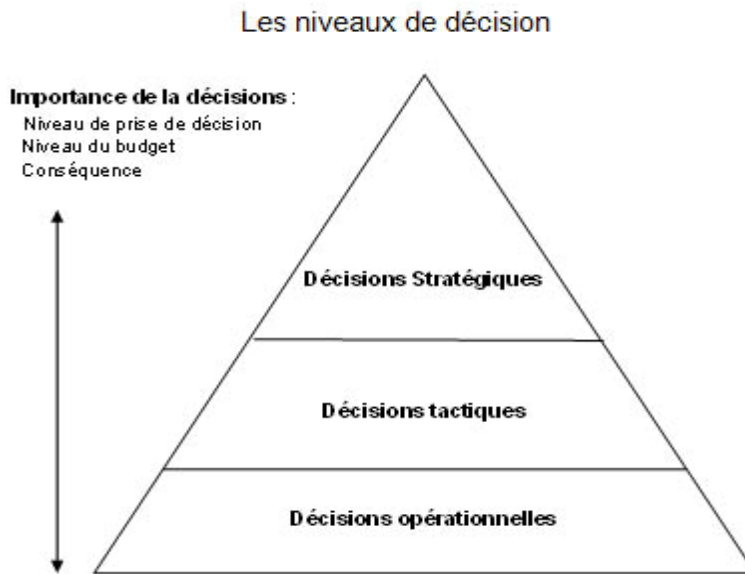 Les niveaux de décision
Importance de la décisions :
Niveau de prise de décision
Niveau du budget
Conséquence
Décisions Stratégiques
Décisions tactiques
Décisions opérationnelles